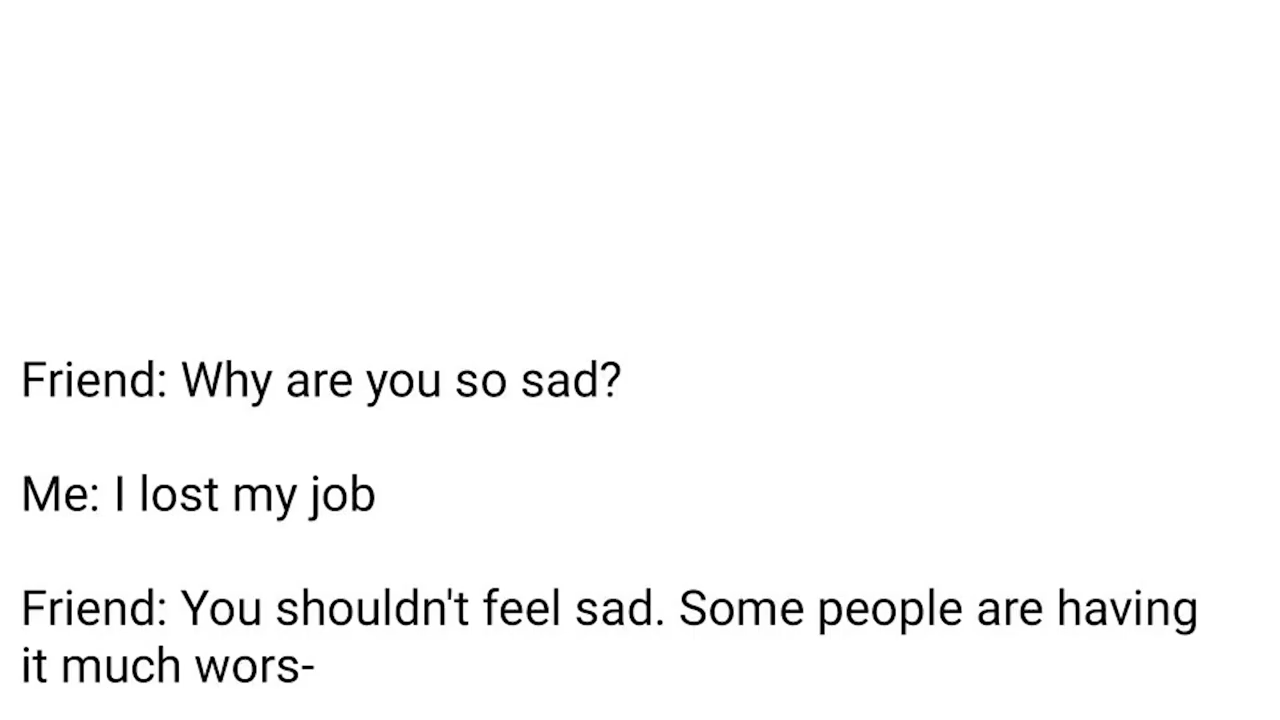 Friend: Why are you so sad?
Me: I lost my job
Friend: You shouldn't feel sad. Some people are having
it much wors-